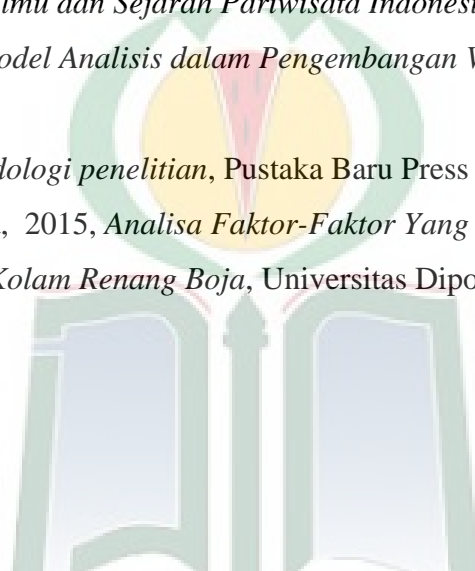 Ilmu dan Sejarah Pariwisata Indonesi
odel Analisis dalam Pengembangan W
dologi penelitian, Pustaka Baru Press
, 2015, Analisa Faktor-Faktor Yang
Kolam Renang Boja, Universitas Dipo